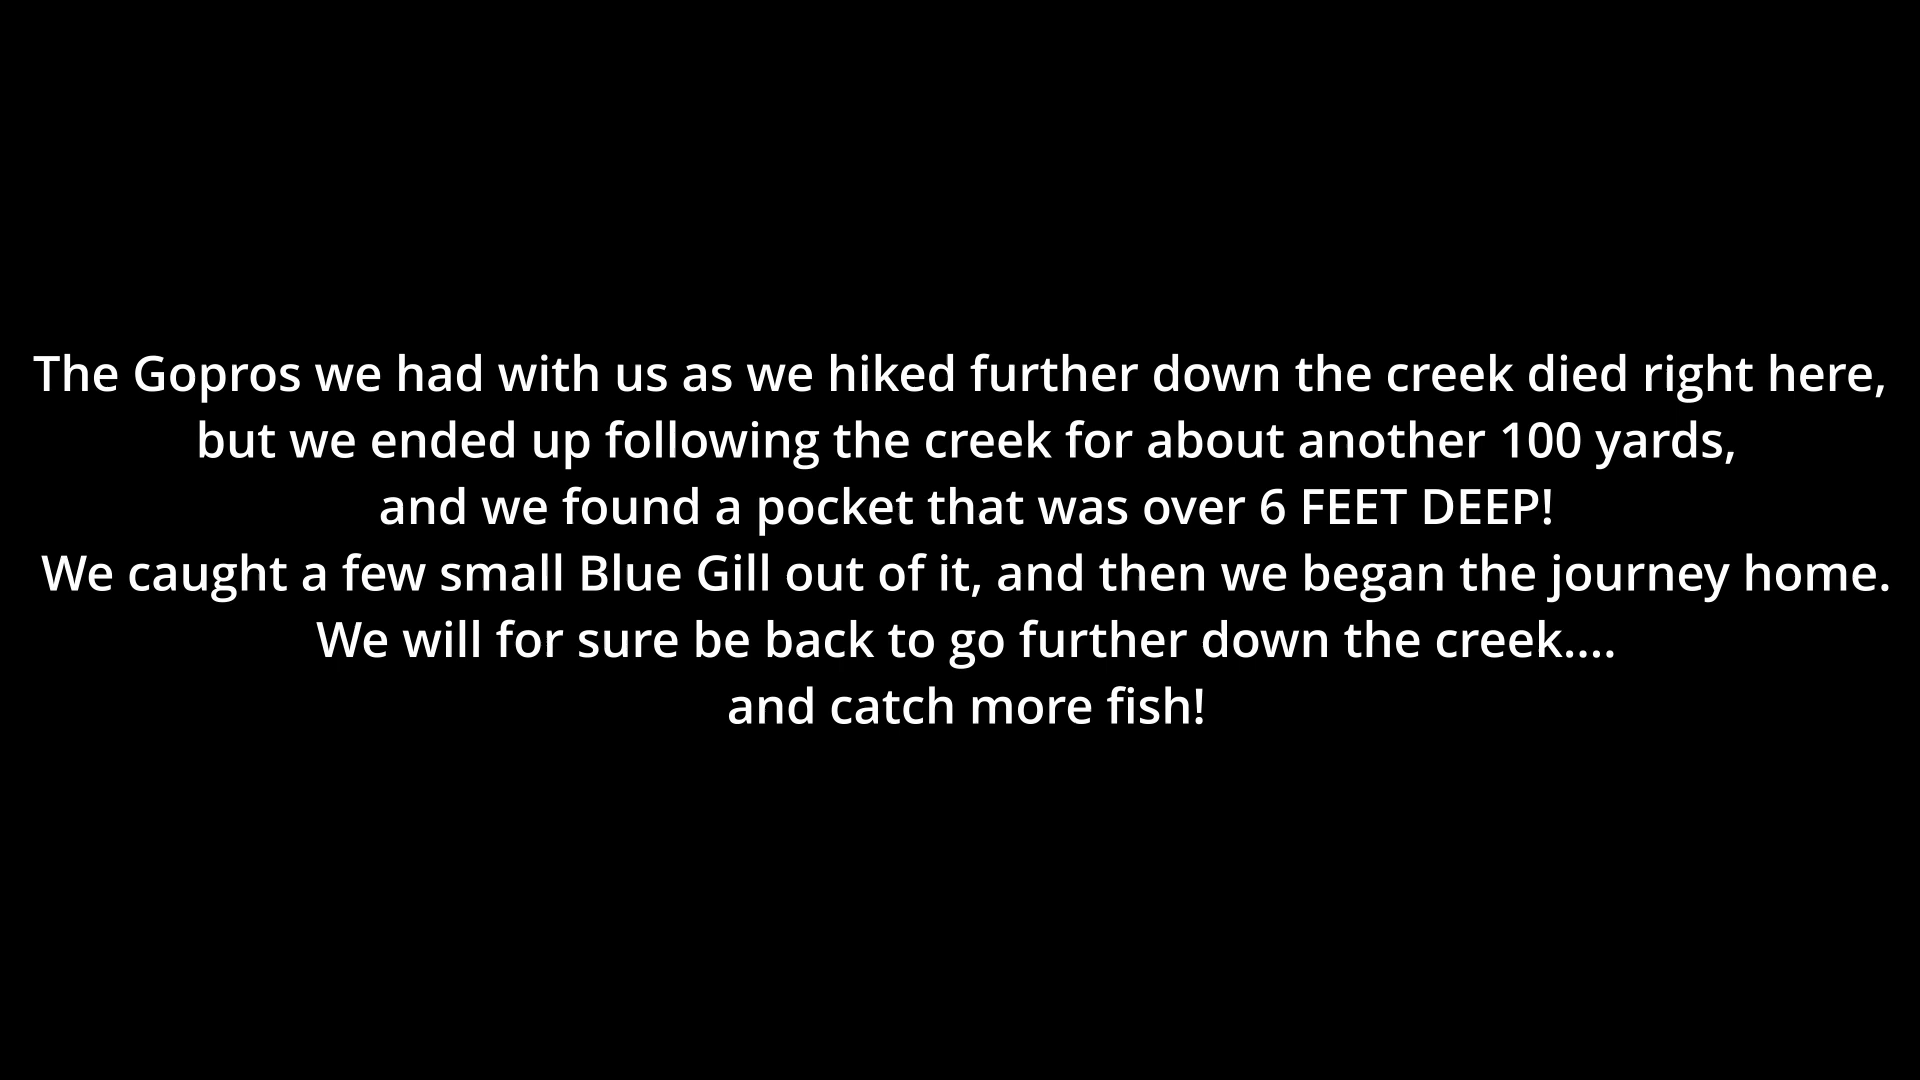 The Gopros we had with us as we hiked further down the creek died right here,
but we ended up following the creek for about another 100 yards,
and we found a pocket that was over 6 FEET DEEP!
We caught a few small Blue Gill out of it, and then we began the journey home.
We will for sure be back to go further down the creek....
and catch more fish!